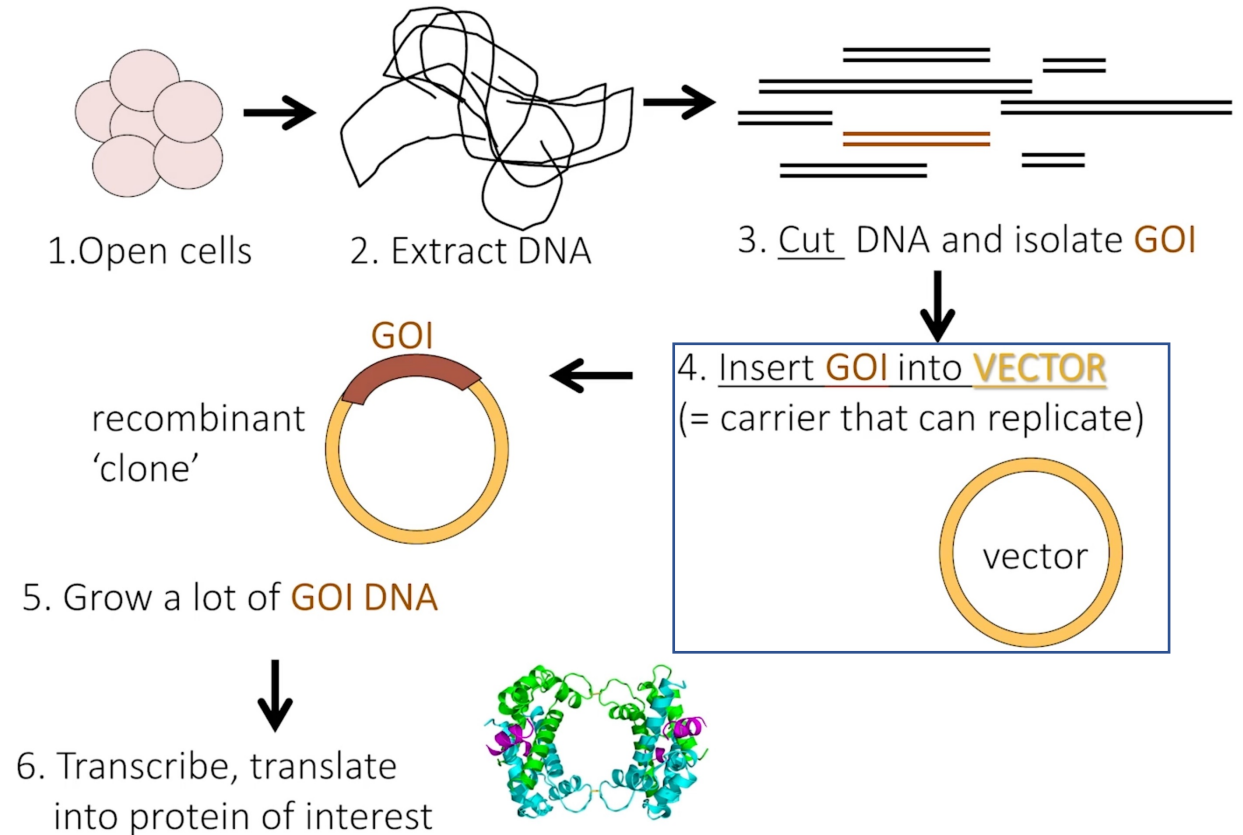 1.Open cells
2. Extract DNA
3. Cut DNA and isolate GOI
4. Insert GOI into VECTOR
(= carrier that can replicate)
vector
GOI
recombinant
‘clone’
5. Grow a lot of GOI DNA
6. Transcribe, translate
into protein of interest